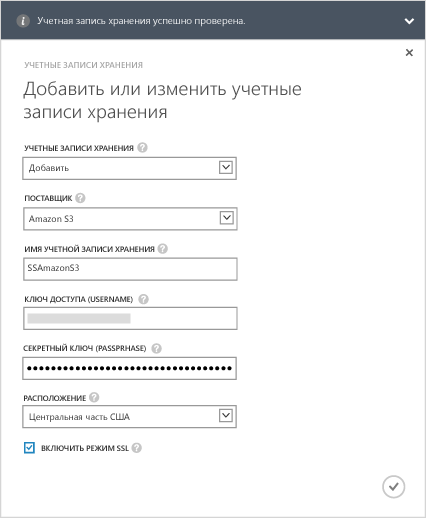 Учетная запись хранения успешно проверена.
УЧЕТНЫЕ ЗАПИСИ ХРАНЕНИЯ
Добавить или изменить учетные
записи хранения
УЧЕТНЫЕ ЗАПИСИ ХРАНЕНИЯ
Добавить
ПОСТАВЩИК
Amazon S3
ИМЯ УЧЕТНОЙ ЗАПИСИ ХРАНЕНИЯ
SSAmazonS3
КЛЮЧ ДОСТУПА (USERNAME)
СЕКРЕТНЫЙ КЛЮЧ (PASSPRHASE)
РАСПОЛОЖЕНИЕ
Центральная часть США
ВКЛЮЧИТЬ РЕЖИМ SSL